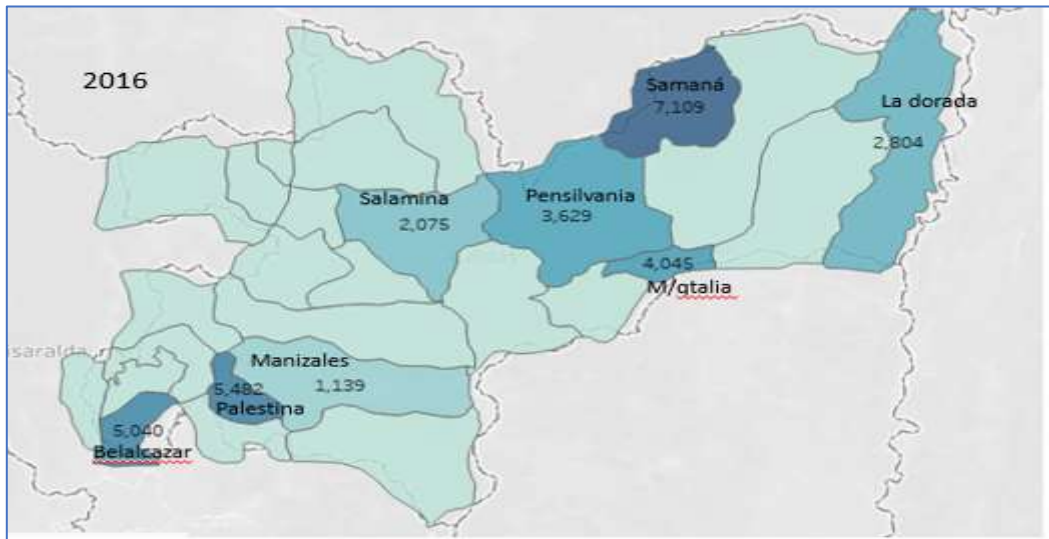 2016
Samaná
7,109
La dorada
2,804
Salamina
2,075
Pensilvania
3,629
4,045
M/qtalia
saralda
Manizales
1,139
5,482
Palestina
5,040
Belalcazar